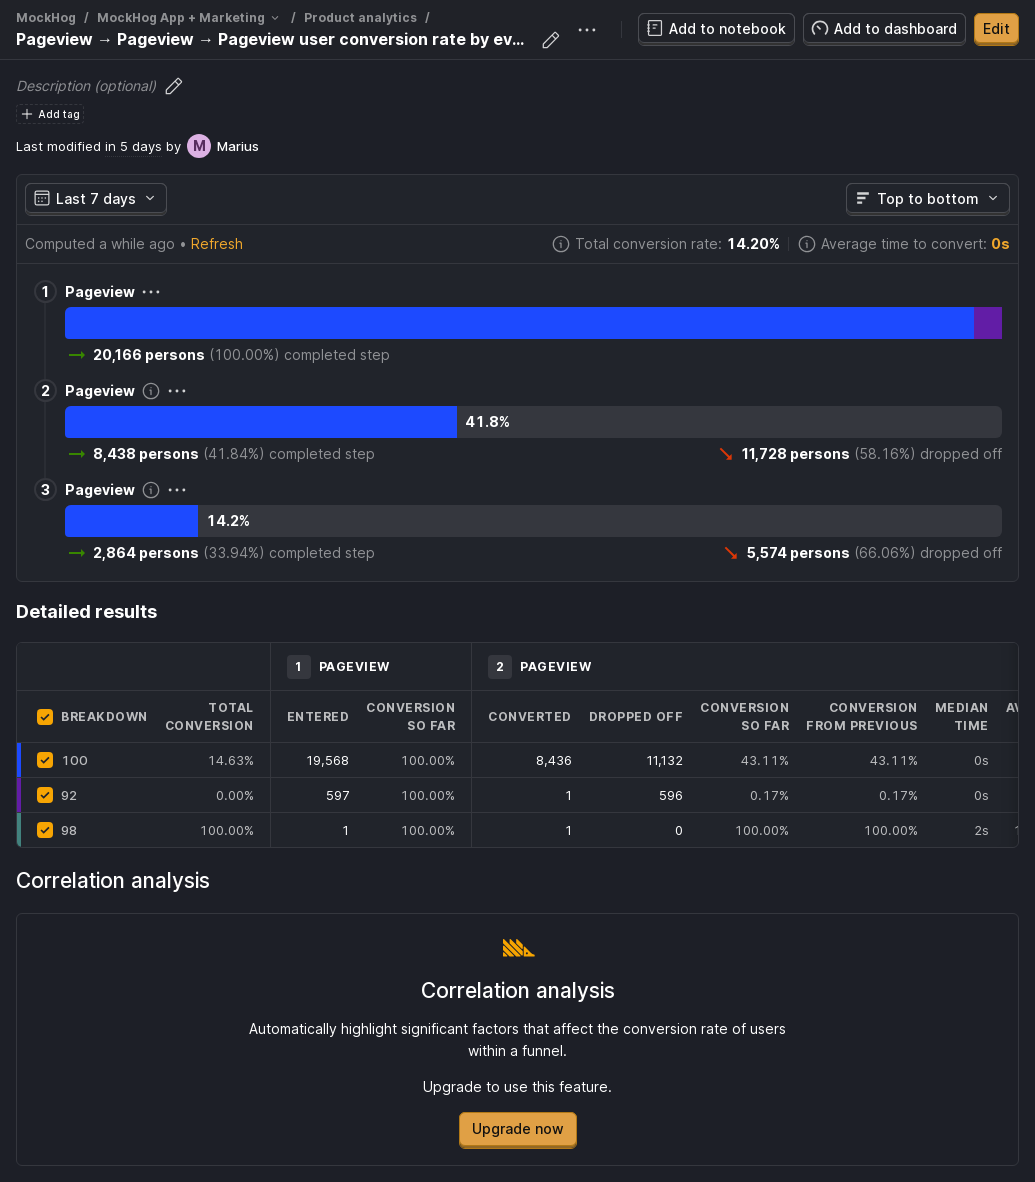 MockHog / MockHog App + Marketing / Product analytics /
Pageview → Pageview → Pageview user conversion rate by ev...
Add to notebook
Add to dashboard
Edit
Description (optional)
Add tag
Last modified in 5 days by M Marius
Last 7 days
Top to bottom
Computed a while ago • Refresh
Total conversion rate: 14.20%
Average time to convert: 0s
1 Pageview
20,166 persons (100.00%) completed step
2 Pageview
41.8%
8,438 persons (41.84%) completed step
11,728 persons (58.16%) dropped off
3 Pageview
14.2%
2,864 persons (33.94%) completed step
5,574 persons (66.06%) dropped off
Detailed results
1 PAGEVIEW 2 PAGEVIEW
BREAKDOWN TOTAL CONVERSION ENTERED CONVERSION SO FAR CONVERTED DROPPED OFF CONVERSION SO FAR CONVERSION FROM PREVIOUS MEDIAN TIME
100 14.63% 19,568 100.00% 8,436 11,132 43.11% 43.11% 0s
92 0.00% 597 100.00% 1 596 0.17% 0.17% 0s
98 100.00% 1 100.00% 1 0 100.00% 100.00% 2s
Correlation analysis
Correlation analysis
Automatically highlight significant factors that affect the conversion rate of users
within a funnel.
Upgrade to use this feature.
Upgrade now